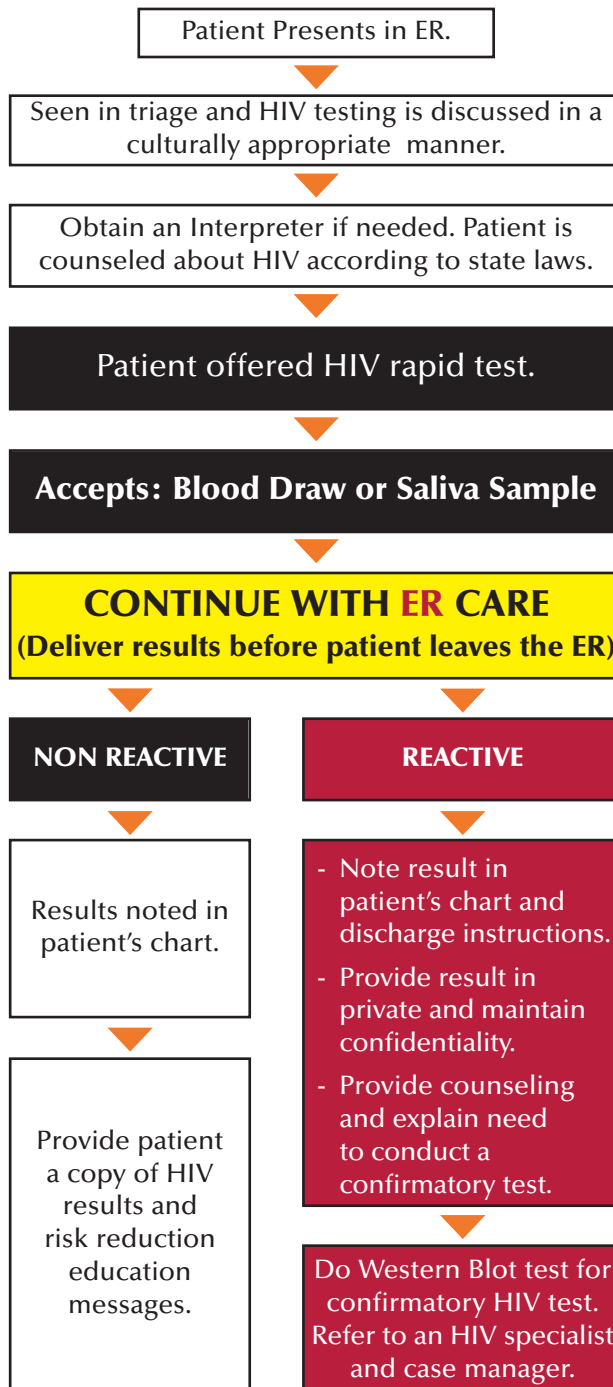 Patient Presents in ER.
Seen in triage and HIV testing is discussed in a
culturally appropriate manner.
Obtain an Interpreter if needed. Patient is
counseled about HIV according to state laws.
Patient offered HIV rapid test.
Accepts: Blood Draw or Saliva Sample
CONTINUE WITH ER CARE
(Deliver results before patient leaves the ER)
NON REACTIVE
Results noted in
patient's chart.
Provide patient
a copy of HIV
results and
risk reduction
education
messages.
REACTIVE
- Note result in
patient's chart and
discharge instructions.
- Provide result in
private and maintain
confidentiality.
- Provide counseling
and explain need
to conduct a
confirmatory test.
Do Western Blot test for
confirmatory HIV test.
Refer to an HIV specialist
and case manager.